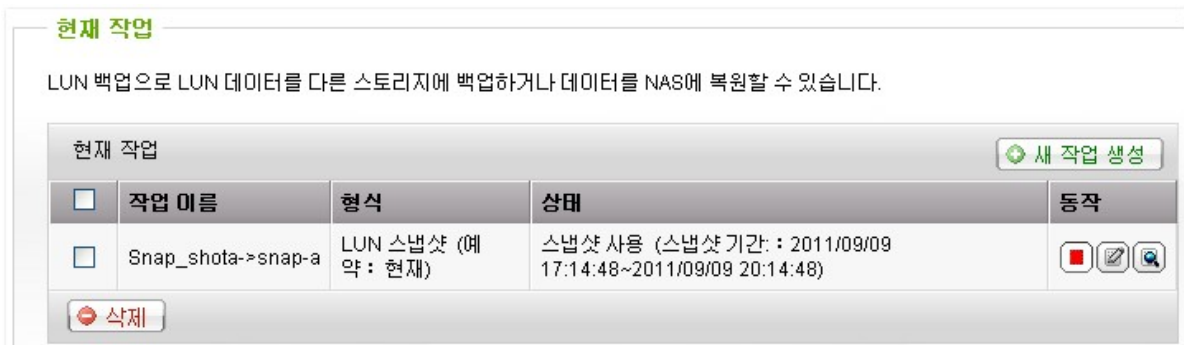 현재 작업
LUN 백업으로 LUN 데이터를 다른 스토리지에 백업하거나 데이터를 NAS에 복원할 수 있습니다.
현재 작업
새 작업 생성
작업 이름 형식 상태 동작
Snap_shota->snap-a
LUN 스냅샷 (예
약 : 현재)
스냅샷 사용 (스냅샷 기간: : 2011/09/09
17:14:48~2011/09/09 20:14:48)
삭제